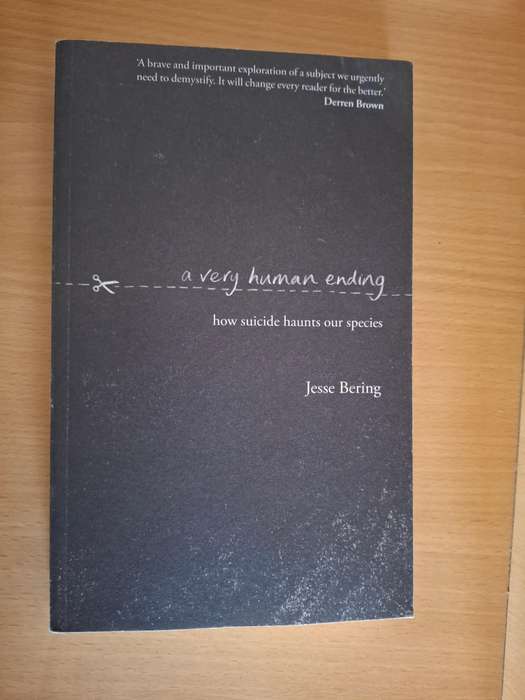 'A brave and important exploration of a subject we urgently
need to demystify. It will change every reader for the better.'
Derren Brown
a very human ending
how suicide haunts our species
Jesse Bering